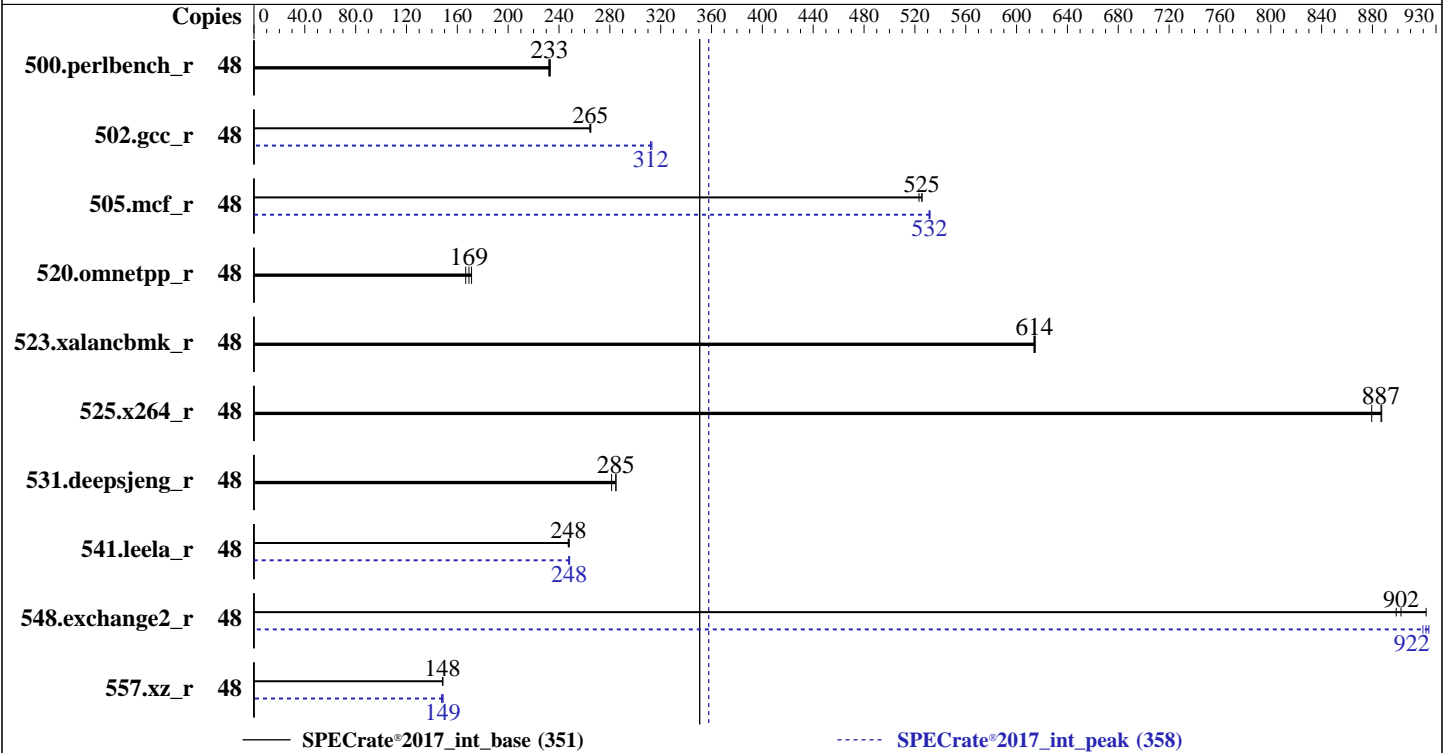 Copies 0 40.0 80.0 120 160 200 240 280 320 360 400 440 480 520 560 600 640 680 720 760 800 840 880 930
233
500.perlbench_r 48
265
502.gcc_r 48
312
525
505.mcf_r 48
532
169
520.omnetpp_r 48
614
523.xalancbmk_r 48
887
525.x264_r 48
285
531.deepsjeng_r 48
248
541.leela_r 48
248
902
548.exchange2_r 48
922
148
557.xz_r 48
149
SPECrate®2017_int_base (351) SPECrate®2017_int_peak (358)